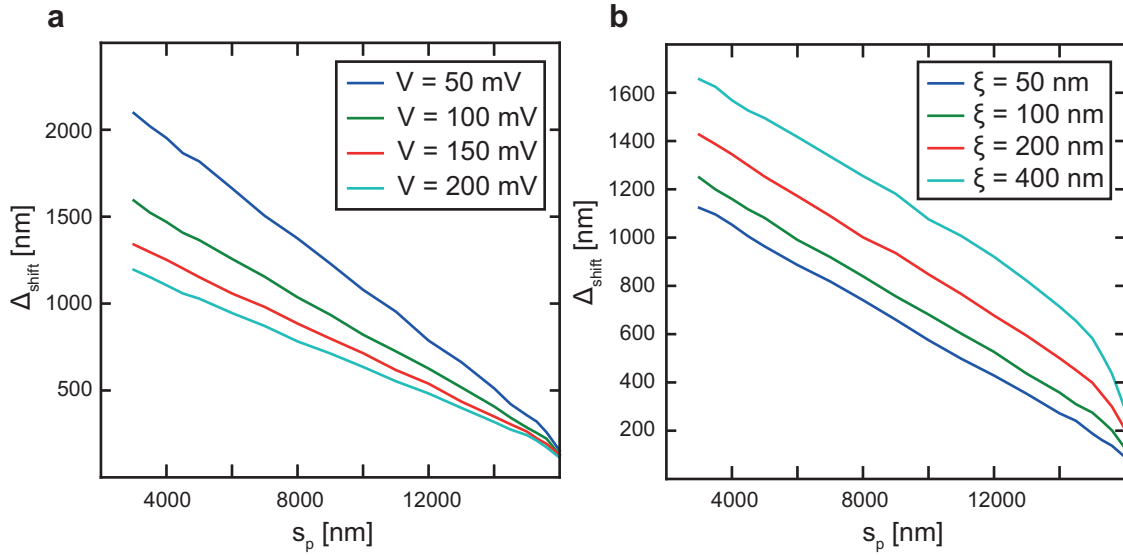 a
Δshift [nm]
2000
1500
1000
500
V = 50 mV
V = 100 mV
V = 150 mV
V = 200 mV
4000 8000 12000
sp [nm]
b
Δshift [nm]
1600
1400
1200
1000
800
600
400
200
ξ = 50 nm
ξ = 100 nm
ξ = 200 nm
ξ = 400 nm
4000 8000 12000
sp [nm]